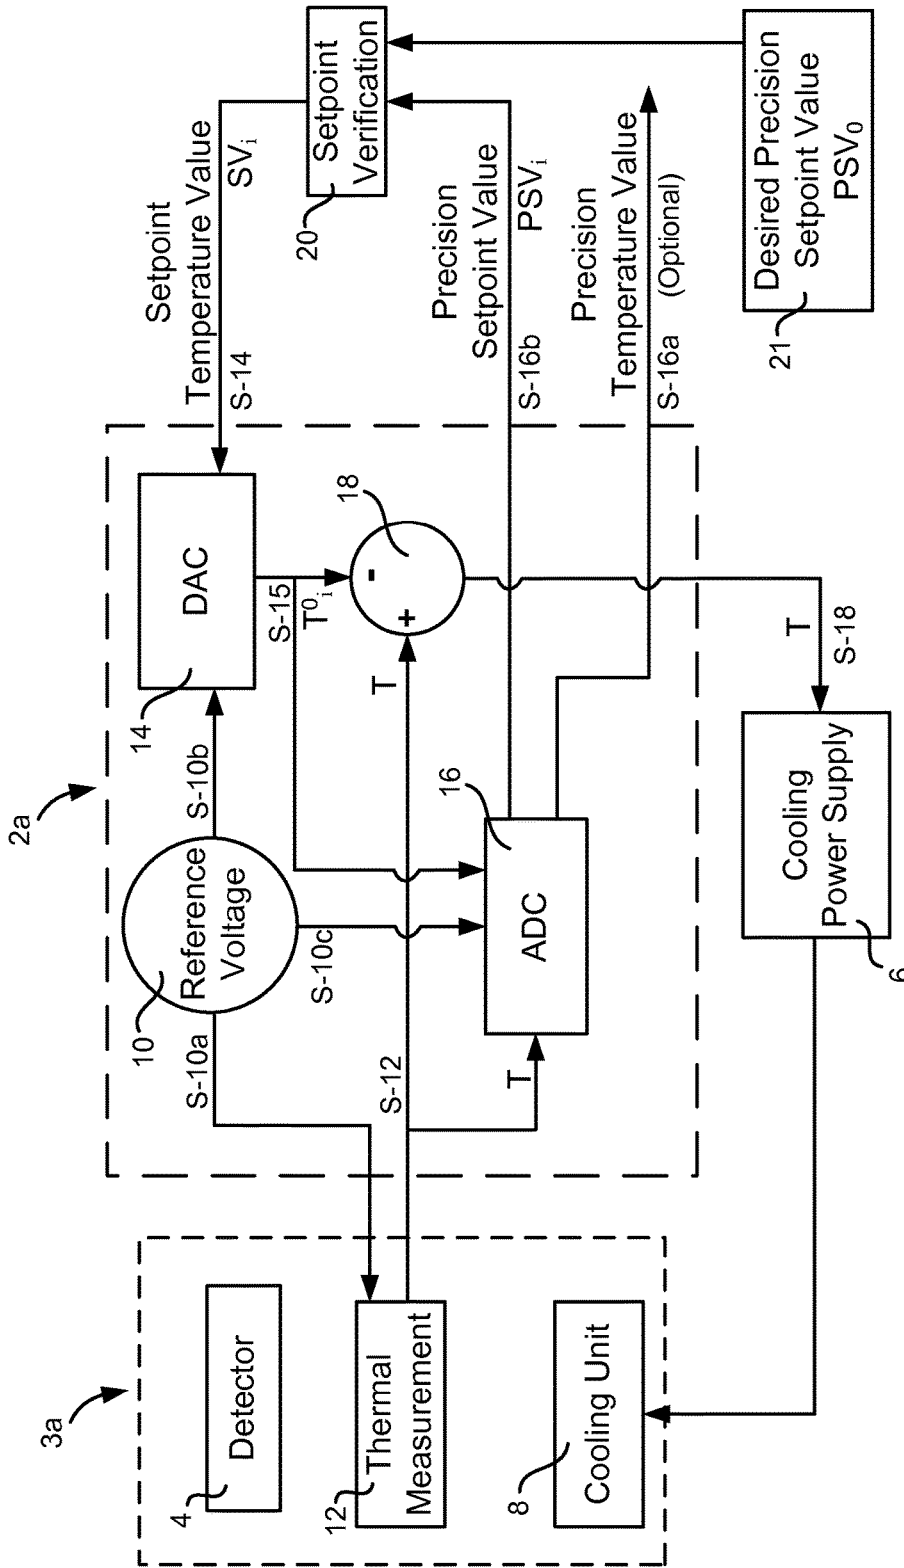 3a
4
Detector
12
Thermal
Measurement
8
Cooling Unit
2a
S-10a
10
Reference
Voltage
S-10b
S-10c
S-12
T
14
DAC
S-15
T⁰ᵢ
T
+
-
18
16
ADC
Setpoint
Temperature Value
S-14
SVᵢ
20
Setpoint
Verification
Precision
Setpoint Value
S-16b
PSVᵢ
Precision
Temperature Value
S-16a
(Optional)
21
Desired Precision
Setpoint Value
PSV₀
T
S-18
Cooling
Power Supply
6